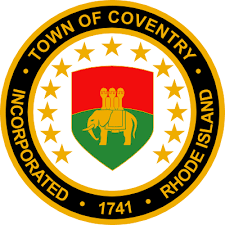 TOWN OF COVENTRY
RHODE ISLAND
1741
INCORPORATED